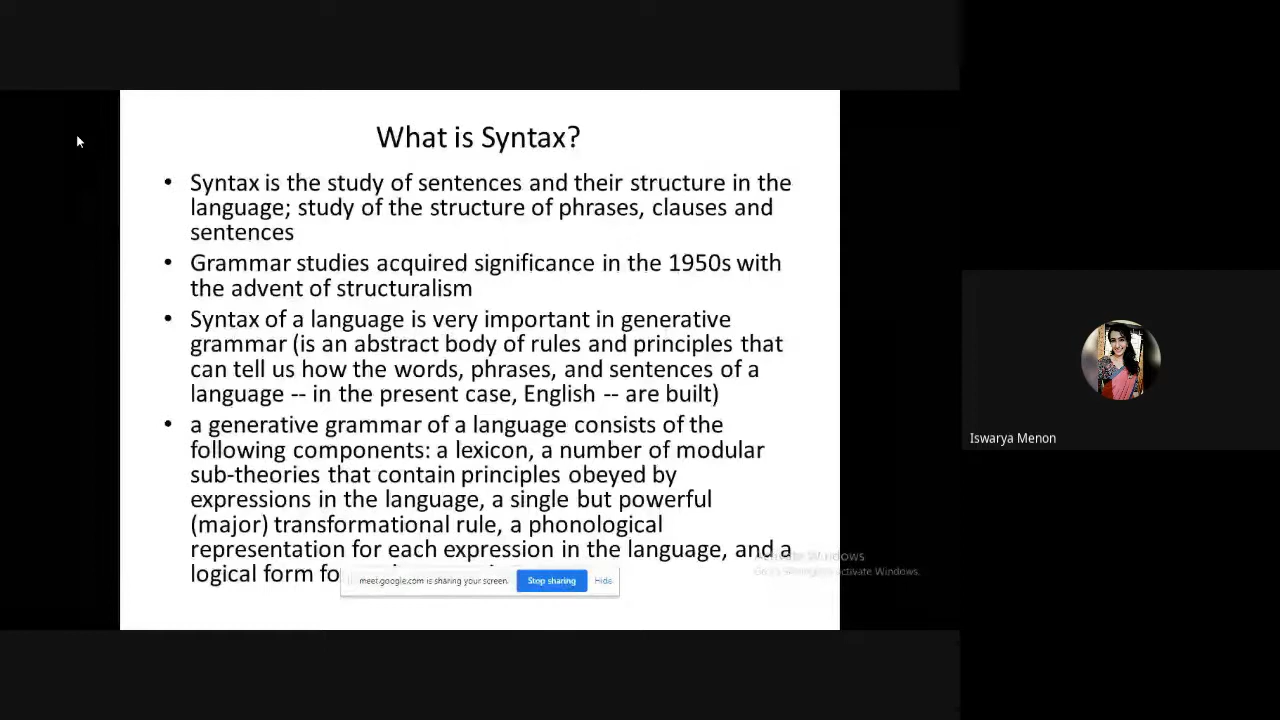 What is Syntax?
• Syntax is the study of sentences and their structure in the
language; study of the structure of phrases, clauses and
sentences
• Grammar studies acquired significance in the 1950s with
the advent of structuralism
• Syntax of a language is very important in generative
grammar (is an abstract body of rules and principles that
can tell us how the words, phrases, and sentences of a
language -- in the present case, English -- are built)
• a generative grammar of a language consists of the
following components: a lexicon, a number of modular
sub-theories that contain principles obeyed by
expressions in the language, a single but powerful
(major) transformational rule, a phonological
representation for each expression in the language, and a
logical form
meet.google.com is sharing your screen. Stop sharing Hide
Activate Windows
activate Windows.
Iswarya Menon